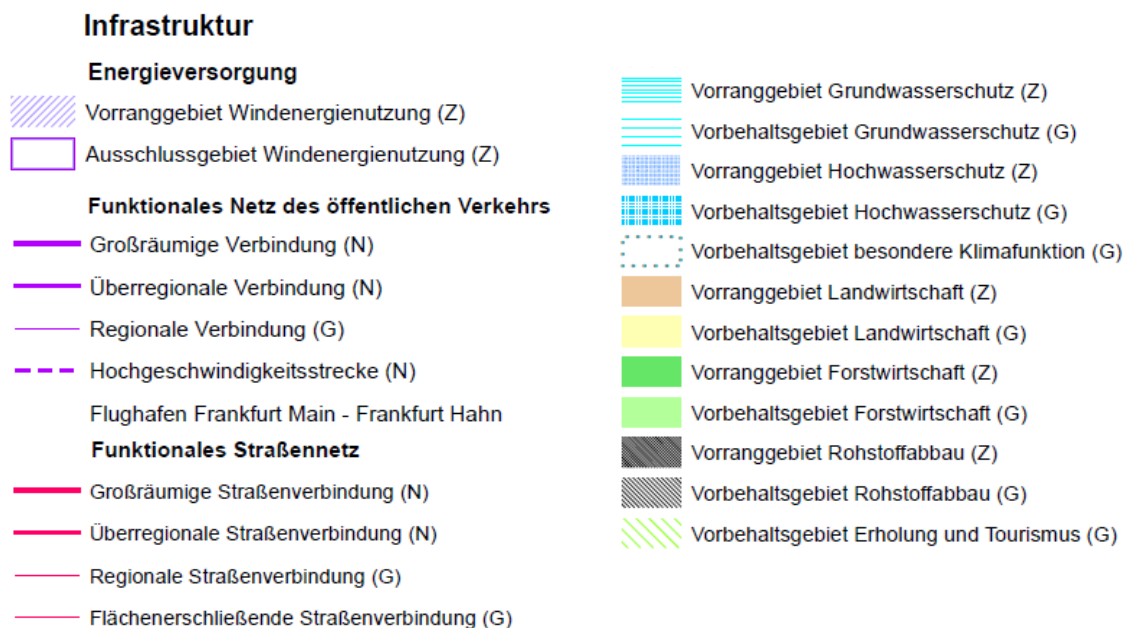 Infrastruktur
Energieversorgung
Vorranggebiet Windenergienutzung (Z)
Ausschlussgebiet Windenergienutzung (Z)
Funktionales Netz des öffentlichen Verkehrs
Großräumige Verbindung (N)
Überregionale Verbindung (N)
Regionale Verbindung (G)
Hochgeschwindigkeitsstrecke (N)
Flughafen Frankfurt Main - Frankfurt Hahn
Funktionales Straßennetz
Großräumige Straßenverbindung (N)
Überregionale Straßenverbindung (N)
Regionale Straßenverbindung (G)
Flächenerschließende Straßenverbindung (G)
Vorranggebiet Grundwasserschutz (Z)
Vorbehaltsgebiet Grundwasserschutz (G)
Vorranggebiet Hochwasserschutz (Z)
Vorbehaltsgebiet Hochwasserschutz (G)
Vorbehaltsgebiet besondere Klimafunktion (G)
Vorranggebiet Landwirtschaft (Z)
Vorbehaltsgebiet Landwirtschaft (G)
Vorranggebiet Forstwirtschaft (Z)
Vorbehaltsgebiet Forstwirtschaft (G)
Vorranggebiet Rohstoffabbau (Z)
Vorbehaltsgebiet Rohstoffabbau (G)
Vorbehaltsgebiet Erholung und Tourismus (G)